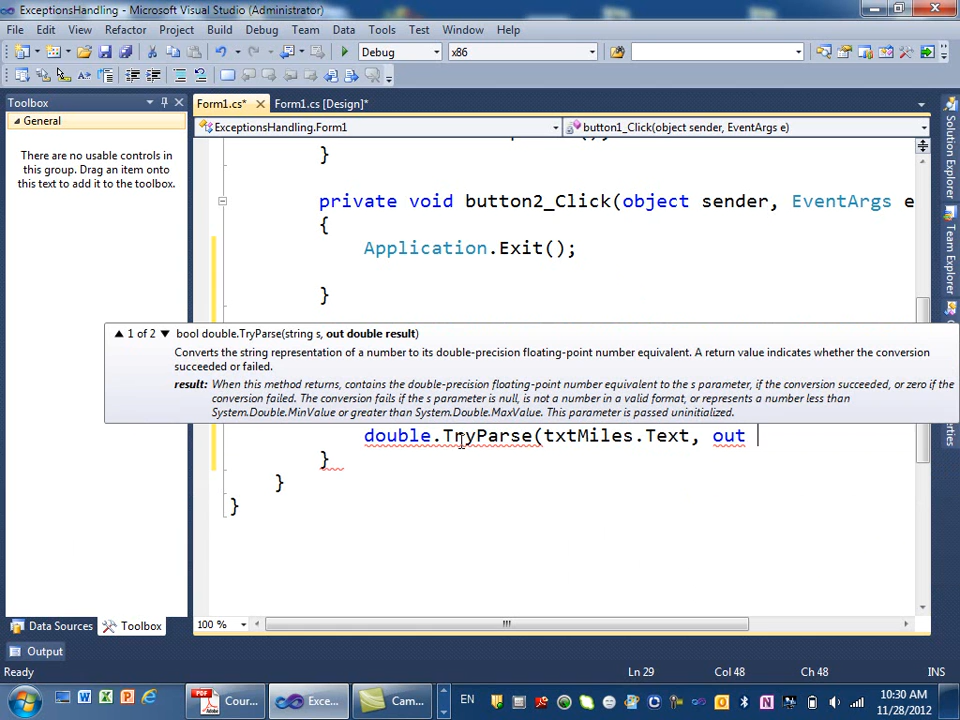 ExceptionsHandling - Microsoft Visual Studio (Administrator)
File Edit View Refactor Project Build Debug Team Data Tools Test Window Help
Debug x86
Toolbox
Form1.cs* Form1.cs [Design]*
General
ExceptionsHandling.Form1 button1_Click(object sender, EventArgs e)
There are no usable controls in
this group. Drag an item onto
this text to add it to the toolbox.
}
private void button2_Click(object sender, EventArgs e
{
Application.Exit();
}
1 of 2 bool double.TryParse(string s, out double result)
Converts the string representation of a number to its double-precision floating-point number equivalent. A return value indicates whether the conversion
succeeded or failed.
result: When this method returns, contains the double-precision floating-point number equivalent to the s parameter, if the conversion succeeded, or zero if the
conversion failed. The conversion fails if the s parameter is null, is not a number in a valid format, or represents a number less than
System.Double.MinValue or greater than System.Double.MaxValue. This parameter is passed uninitialized.
double.TryParse(txtMiles.Text, out
}
}
}
Solution Explorer
Team Explorer
100 %
Data Sources Toolbox
Output
Ready Ln 29 Col 48 Ch 48 INS
Cour... Exce... Cam... EN 10:30 AM
11/28/2012